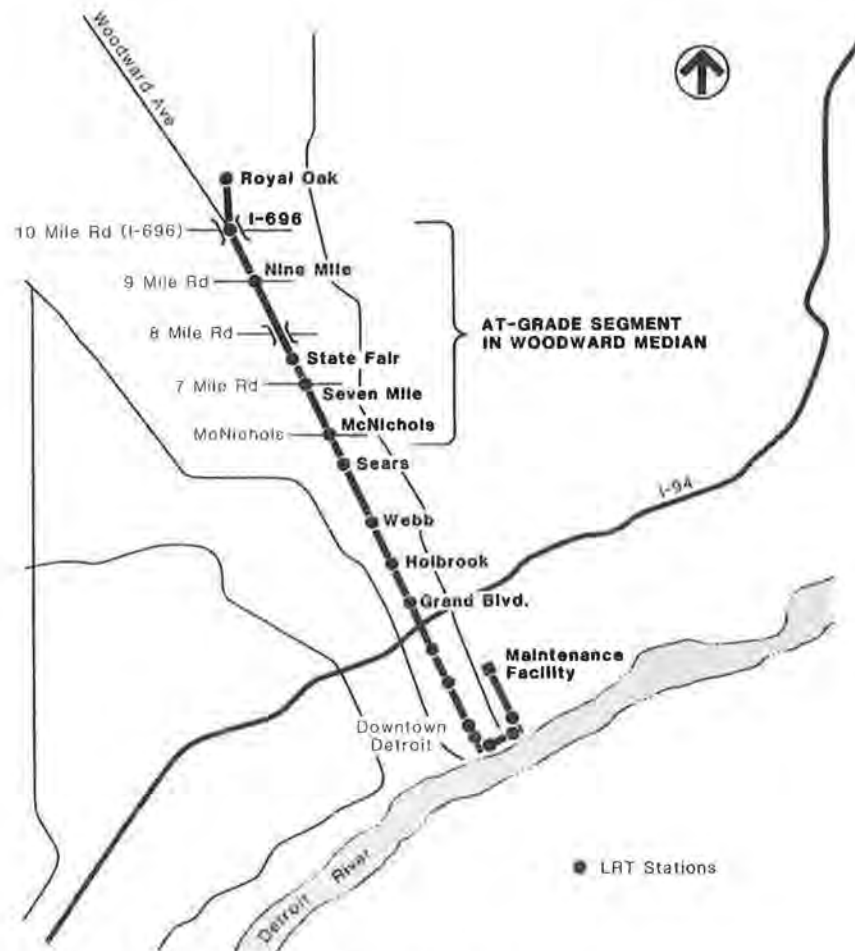 Woodward Ave
Royal Oak
I-696
10 Mile Rd (I-696)
Nine Mile
9 Mile Rd
8 Mile Rd
AT-GRADE SEGMENT
IN WOODWARD MEDIAN
State Fair
7 Mile Rd
Seven Mile
McNichols
McNichols
Sears
I-94
Webb
Holbrook
Grand Blvd.
Maintenance
Facility
Downtown
Detroit
LRT Stations
Detroit River